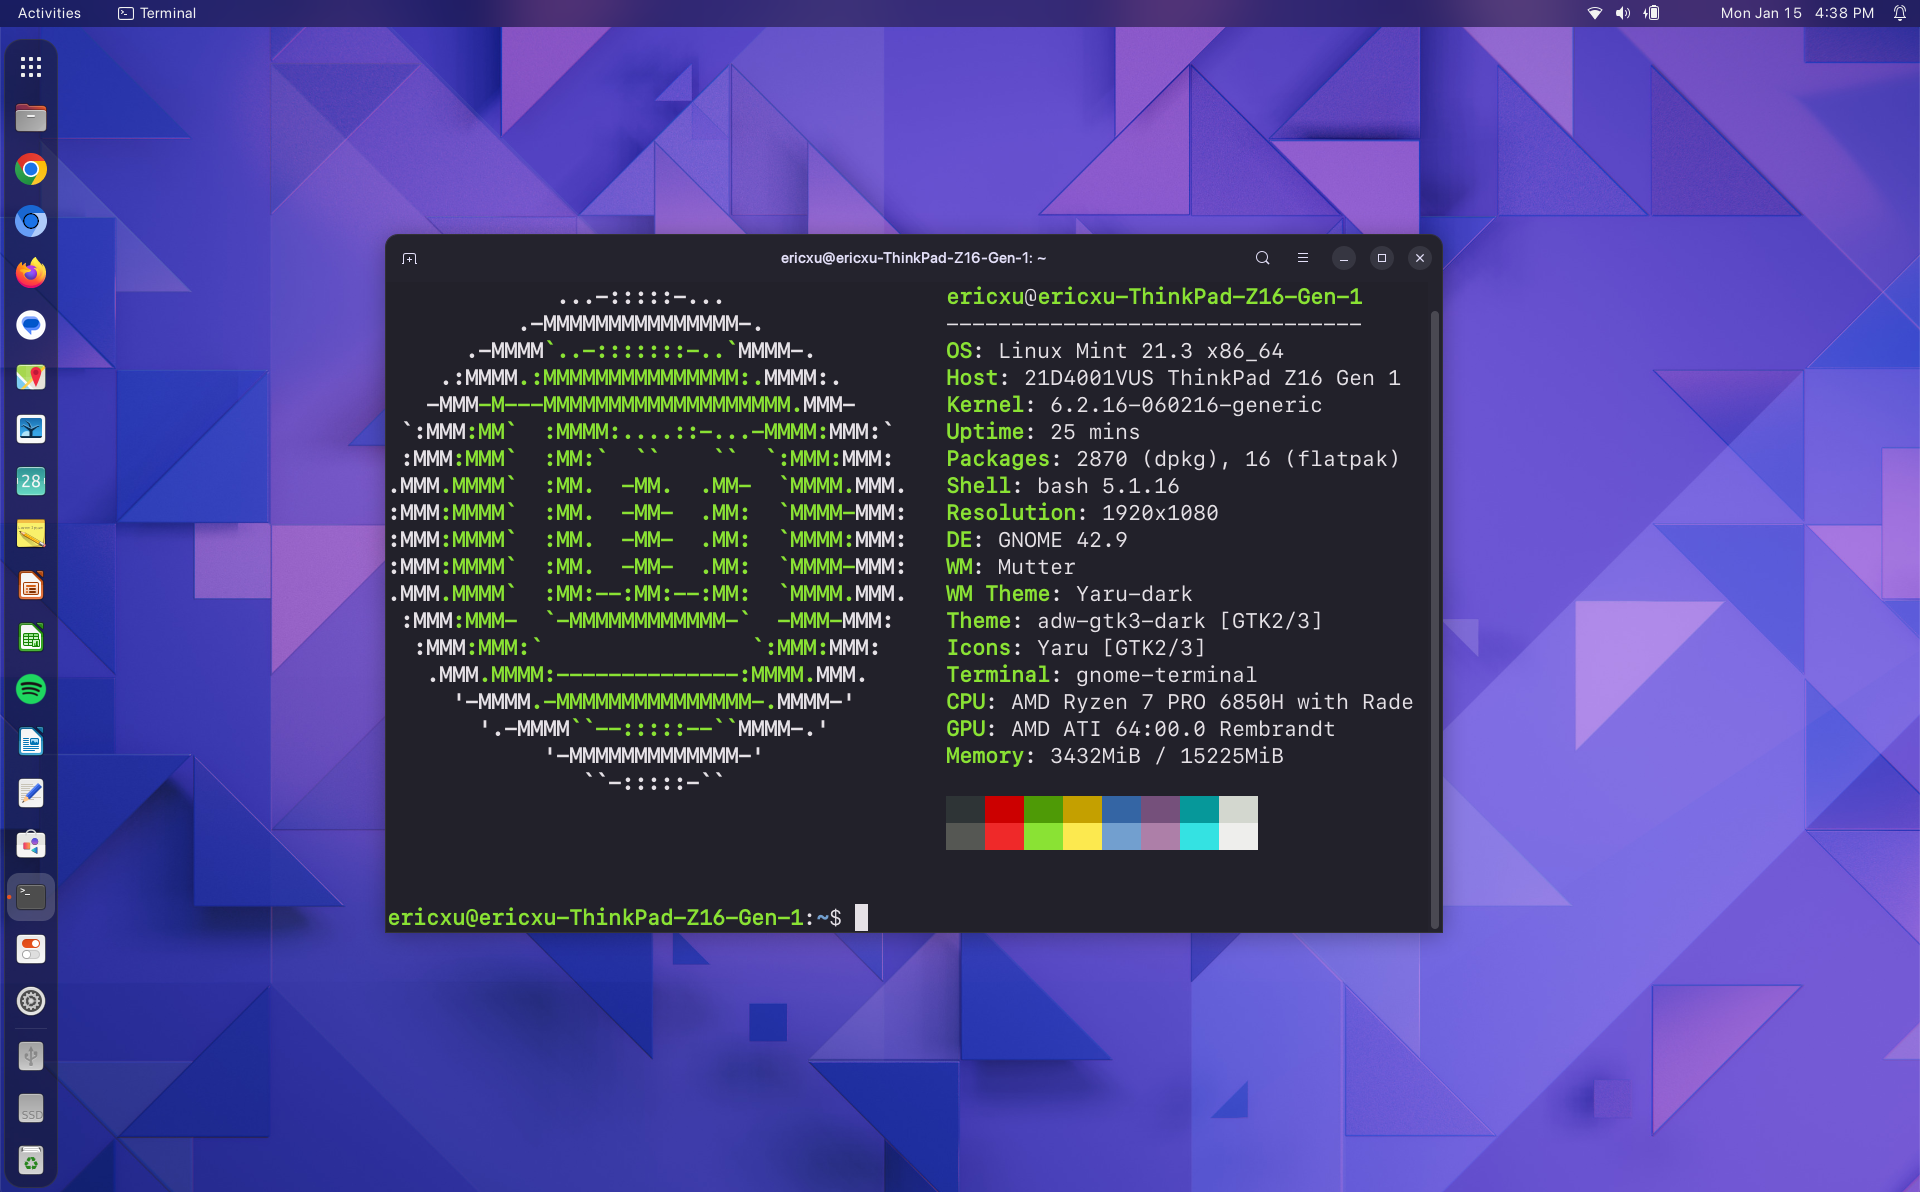 Activities
Terminal
Mon Jan 15 4:38 PM
ericxu@ericxu-ThinkPad-Z16-Gen-1: ~
...-:::::-...
.-MMMMMMMMMMMMMMM-.
.-MMMM`..-:::::::-..`MMMM-.
.:MMMM.:MMMMMMMMMMMMMMM:.MMMM:.
-MMM-M---MMMMMMMMMMMMMMMMMMM.MMM-
`:MMM:MM`  :MMMM:....::-...-MMMM:MMM:`
:MMM:MMM`  :MM:`  ``    ``  `:MMM:MMM:
.MMM.MMMM`  :MM.  -MM.  .MM-  `MMMM.MMM.
:MMM:MMMM`  :MM.  -MM-  .MM:  `MMMM-MMM:
:MMM:MMMM`  :MM.  -MM-  .MM:  `MMMM:MMM:
:MMM:MMMM`  :MM.  -MM-  .MM:  `MMMM-MMM:
.MMM.MMMM`  :MM:--:MM:--:MM:  `MMMM.MMM.
:MMM:MMM-  `-MMMMMMMMMMMM-`  -MMM-MMM:
:MMM:MMM:`                `:MMM:MMM:
.MMM.MMMM:--------------:MMMM.MMM.
'-MMMM.-MMMMMMMMMMMMMMM-.MMMM-'
'.-MMMM``--:::::--``MMMM-.'
'-MMMMMMMMMMMMM-'
``-:::::-``
ericxu@ericxu-ThinkPad-Z16-Gen-1
--------------------------------
OS: Linux Mint 21.3 x86_64
Host: 21D4001VUS ThinkPad Z16 Gen 1
Kernel: 6.2.16-060216-generic
Uptime: 25 mins
Packages: 2870 (dpkg), 16 (flatpak)
Shell: bash 5.1.16
Resolution: 1920x1080
DE: GNOME 42.9
WM: Mutter
WM Theme: Yaru-dark
Theme: adw-gtk3-dark [GTK2/3]
Icons: Yaru [GTK2/3]
Terminal: gnome-terminal
CPU: AMD Ryzen 7 PRO 6850H with Rade
GPU: AMD ATI 64:00.0 Rembrandt
Memory: 3432MiB / 15225MiB
ericxu@ericxu-ThinkPad-Z16-Gen-1:~$
28
>_
SSD